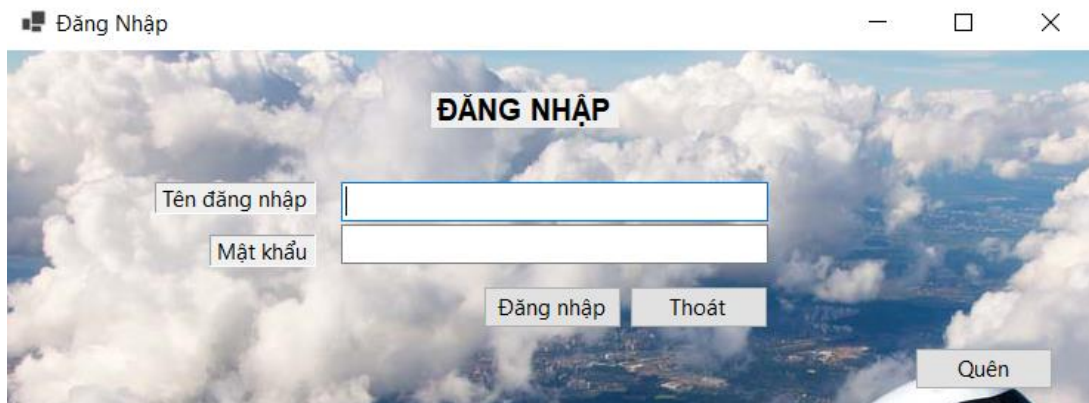 Đăng Nhập
ĐĂNG NHẬP
Tên đăng nhập
Mật khẩu
Đăng nhập Thoát
Quên